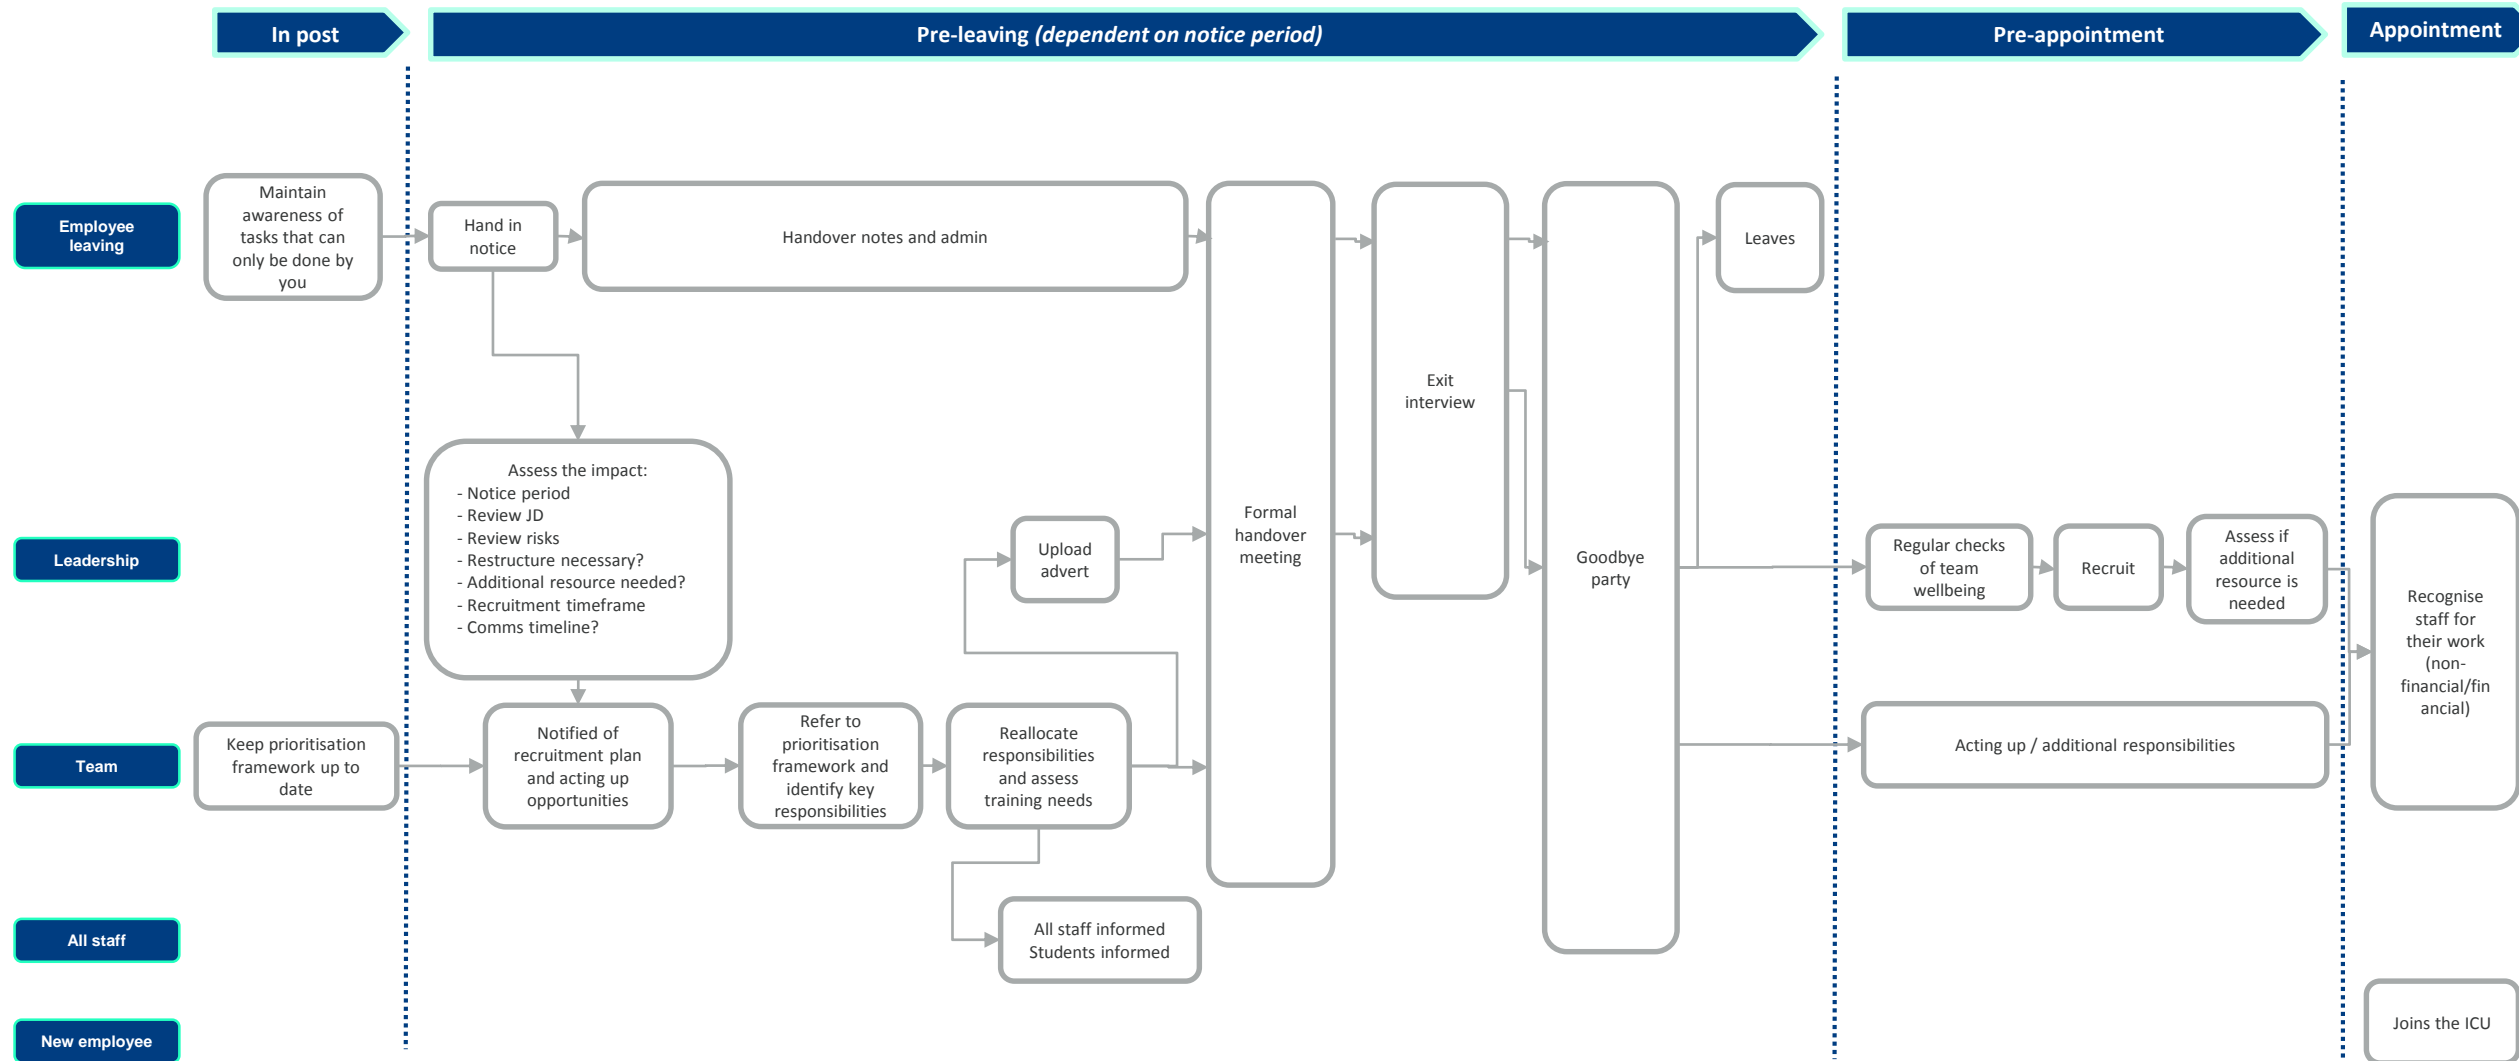 In post
Pre-leaving (dependent on notice period)
Pre-appointment
Appointment
Employee
leaving
Maintain
awareness of
tasks that can
only be done by
you
Hand in
notice
Handover notes and admin
Leaves
Leadership
Assess the impact:
- Notice period
- Review JD
- Review risks
- Restructure necessary?
- Additional resource needed?
- Recruitment timeframe
- Comms timeline?
Upload
advert
Formal
handover
meeting
Exit
interview
Goodbye
party
Regular checks
of team
wellbeing
Recruit
Assess if
additional
resource is
needed
Recognise
staff for
their work
(non-
financial/fin
ancial)
Team
Keep prioritisation
framework up to
date
Notified of
recruitment plan
and acting up
opportunities
Refer to
prioritisation
framework and
identify key
responsibilities
Reallocate
responsibilities
and assess
training needs
Acting up / additional responsibilities
All staff
All staff informed
Students informed
New employee
Joins the ICU